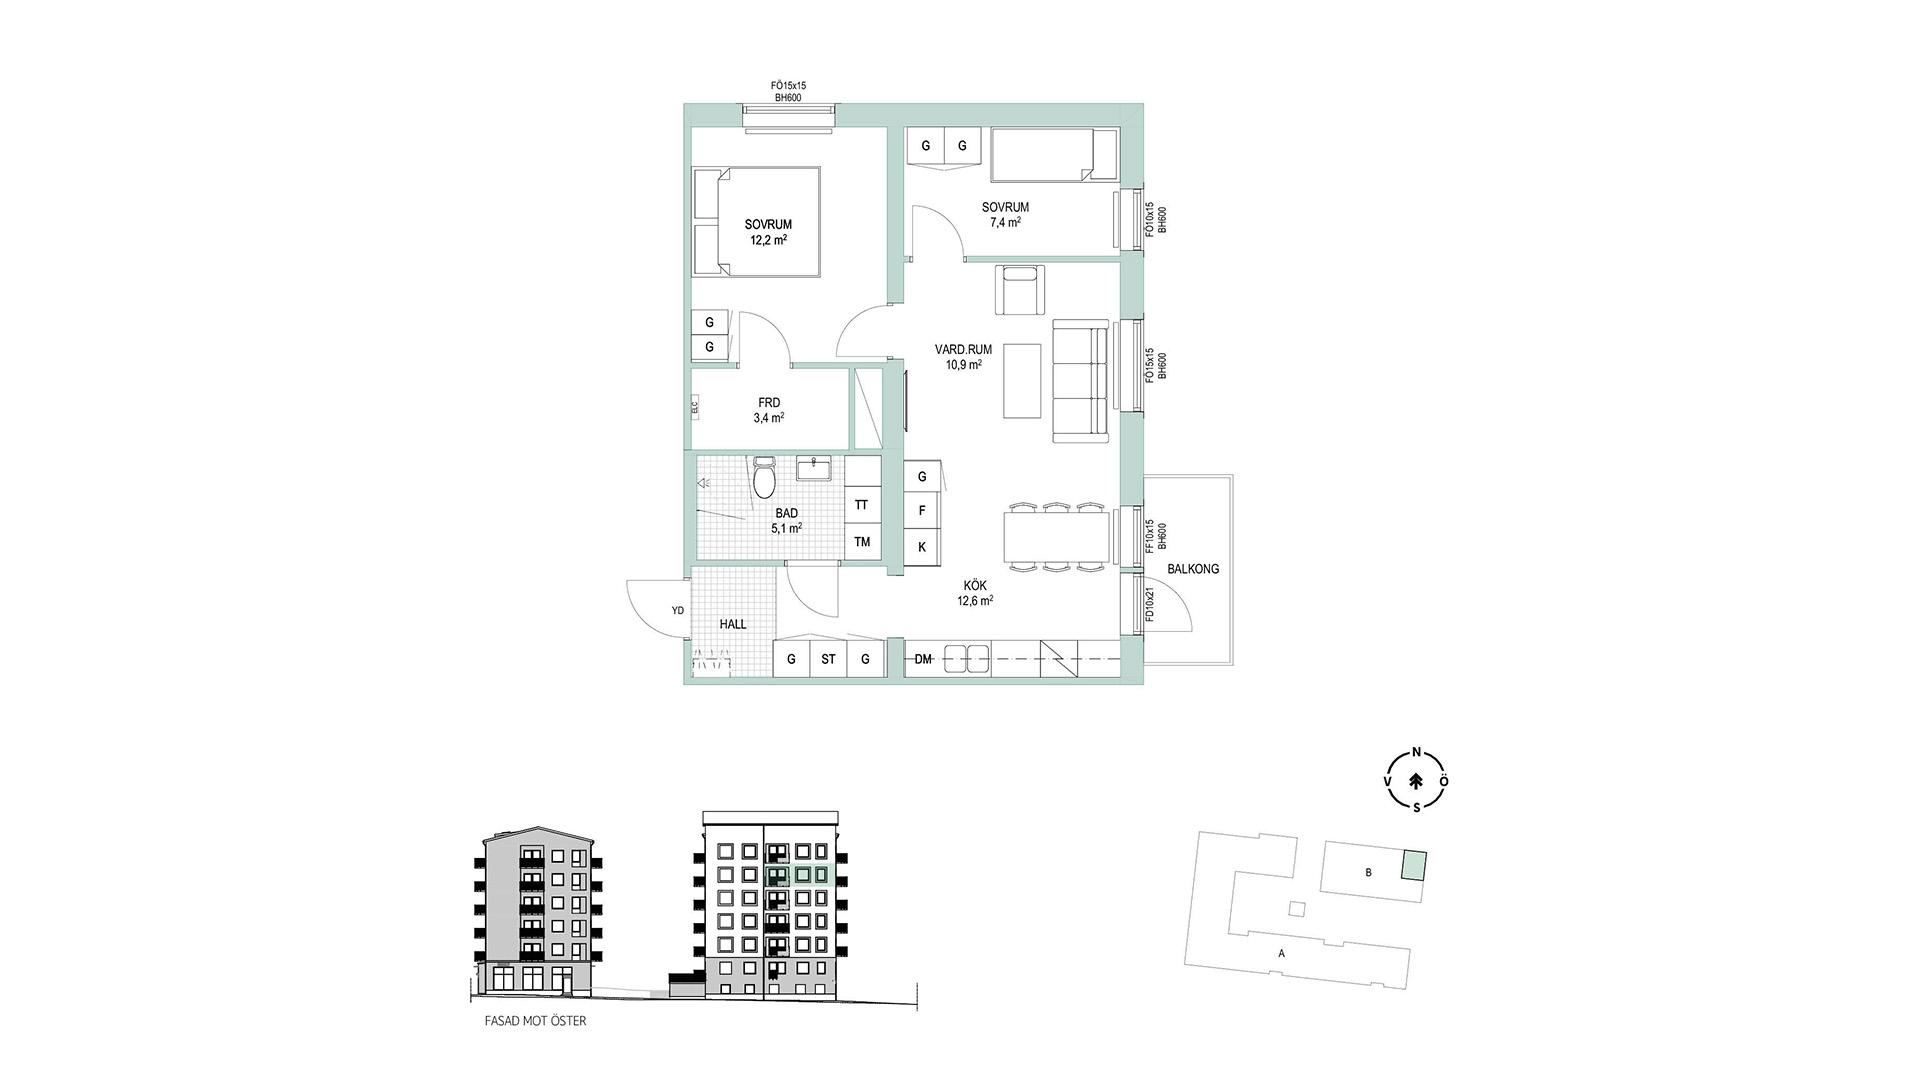 FÖ15x15
BH600
G
G
SOVRUM
7,4 m²
FÖ10x15
BH600
SOVRUM
12,2 m²
G
G
VARD.RUM
10,9 m²
FÖ15x15
BH600
ELC
FRD
3,4 m²
G
F
K
TT
TM
BAD
5,1 m²
FF10x15
BH600
BALKONG
KÖK
12,6 m²
FD10x21
YD
HALL
G
ST
G
DM
N
V
Ö
S
B
A
FASAD MOT ÖSTER